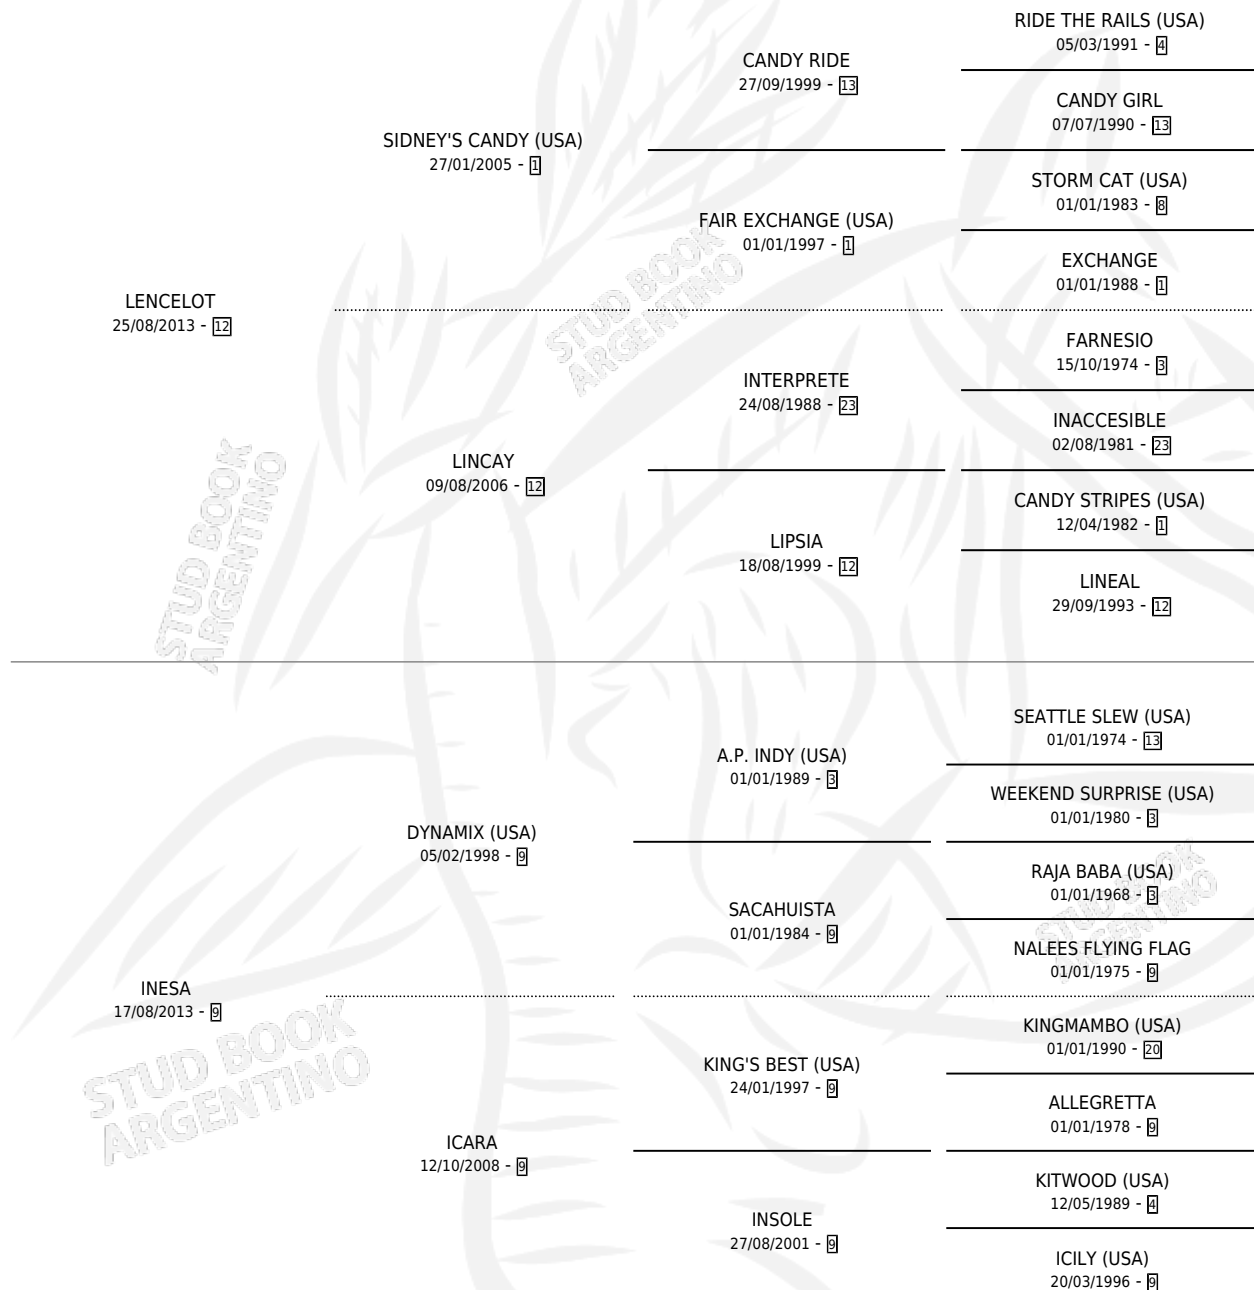 RIDE THE RAILS (USA)
05/03/1991 - 4
CANDY RIDE
27/09/1999 - 13
CANDY GIRL
07/07/1990 - 13
SIDNEY'S CANDY (USA)
27/01/2005 - 1
STORM CAT (USA)
01/01/1983 - 8
FAIR EXCHANGE (USA)
01/01/1997 - 1
EXCHANGE
01/01/1988 - 1
LENCELOT
25/08/2013 - 12
FARNESIO
15/10/1974 - 3
INTERPRETE
24/08/1988 - 23
INACCESIBLE
02/08/1981 - 23
LINCAY
09/08/2006 - 12
CANDY STRIPES (USA)
12/04/1982 - 1
LIPSIA
18/08/1999 - 12
LINEAL
29/09/1993 - 12
SEATTLE SLEW (USA)
01/01/1974 - 13
A.P. INDY (USA)
01/01/1989 - 3
WEEKEND SURPRISE (USA)
01/01/1980 - 3
DYNAMIX (USA)
05/02/1998 - 9
RAJA BABA (USA)
01/01/1968 - 3
SACAHUISTA
01/01/1984 - 9
NALEES FLYING FLAG
01/01/1975 - 9
INESA
17/08/2013 - 9
KINGMAMBO (USA)
01/01/1990 - 20
KING'S BEST (USA)
24/01/1997 - 9
ALLEGRETTA
01/01/1978 - 9
ICARA
12/10/2008 - 9
KITWOOD (USA)
12/05/1989 - 4
INSOLE
27/08/2001 - 9
ICILY (USA)
20/03/1996 - 9
STUD BOOK
ARGENTINO
STUD BOOK
ARGENTINO
STUD BOOK
ARGENTINO
STUD BOOK
ARGENTINO